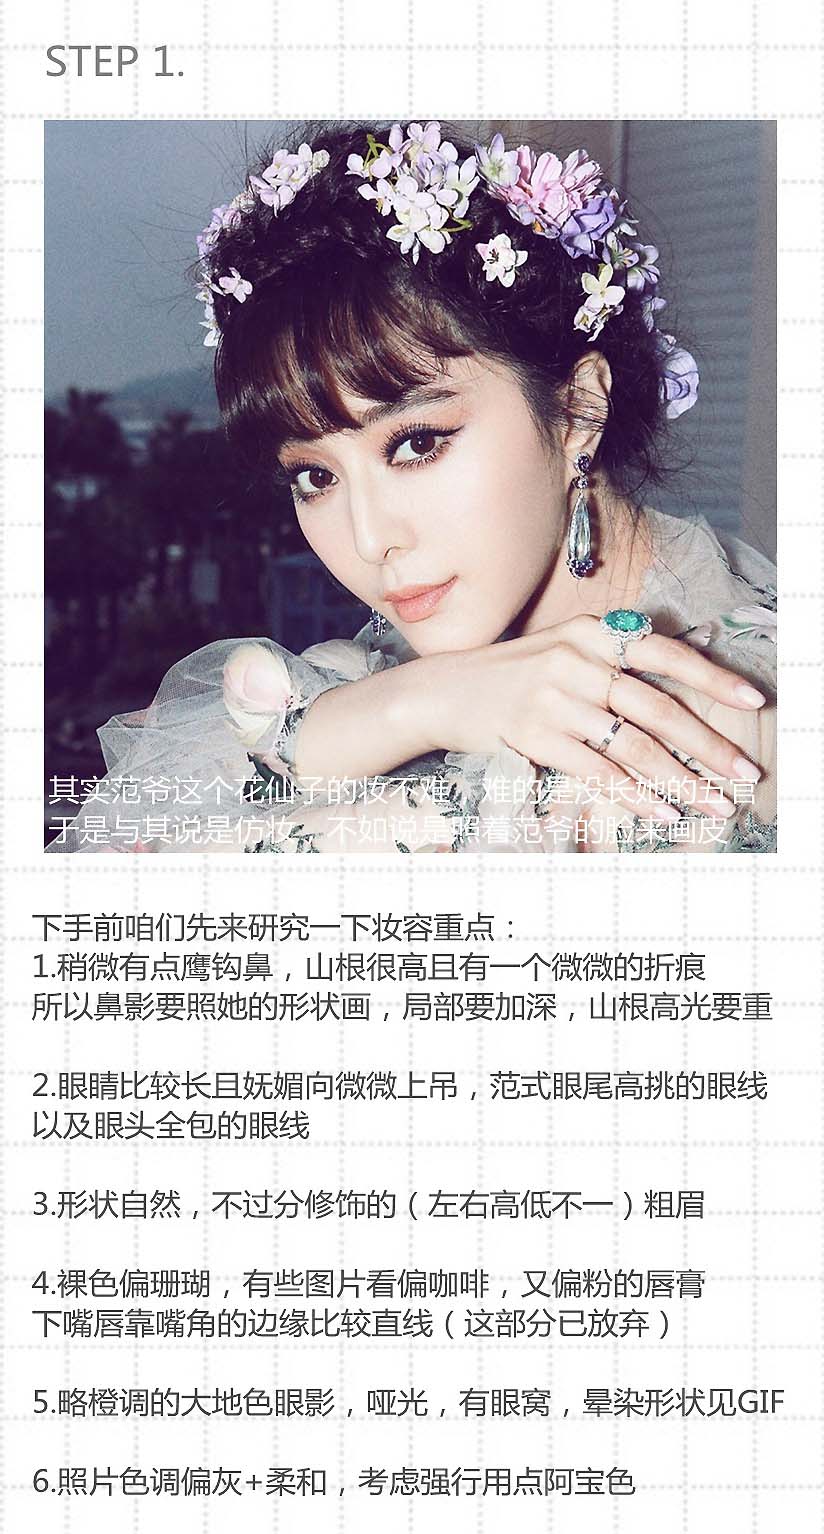 STEP 1.
其实范爷这个花仙子的妆不难，难的是没长她的五官
于是与其说是仿妆，不如说是照着范爷的脸来画皮
下手前咱们先来研究一下妆容重点：
1.稍微有点鹰钩鼻，山根很高且有一个微微的折痕
所以鼻影要照她的形状画，局部要加深，山根高光要重
2.眼睛比较长且妩媚向微微上吊，范式眼尾高挑的眼线
以及眼头全包的眼线
3.形状自然，不过分修饰的（左右高低不一）粗眉
4.裸色偏珊瑚，有些图片看偏咖啡，又偏粉的唇膏
下嘴唇靠嘴角的边缘比较直线（这部分已放弃）
5.略橙调的大地色眼影，哑光，有眼窝，晕染形状见GIF
6.照片色调偏灰+柔和，考虑强行用点阿宝色